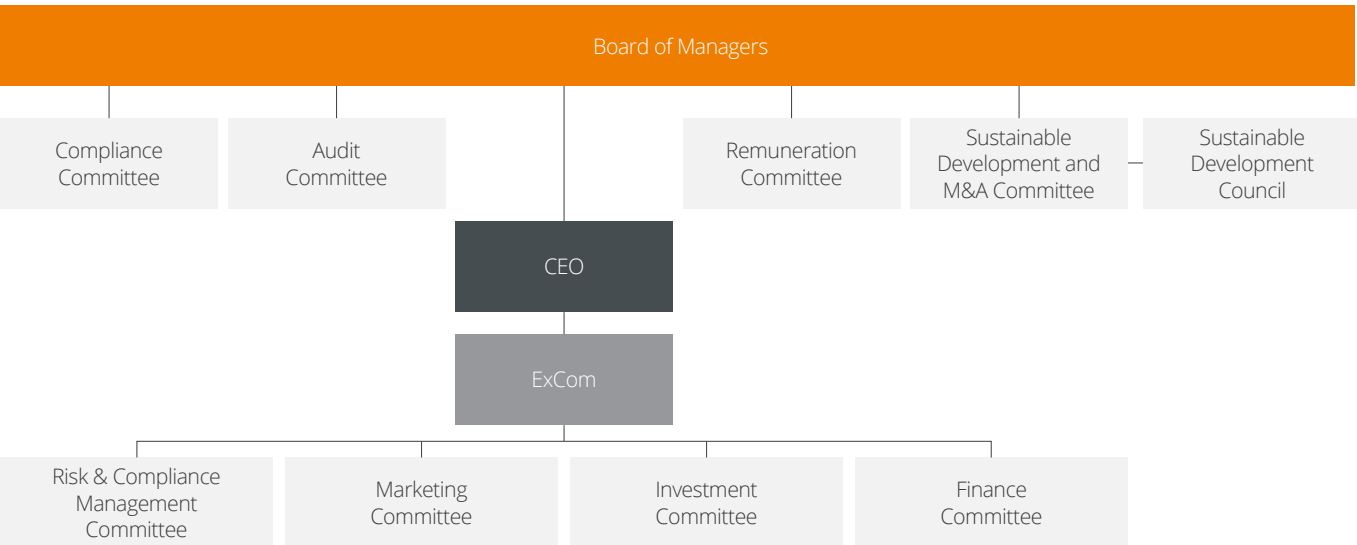 Board of Managers
Compliance
Committee
Audit
Committee
Remuneration
Committee
Sustainable
Development and
M&A Committee
Sustainable
Development
Council
CEO
ExCom
Risk & Compliance
Management
Committee
Marketing
Committee
Investment
Committee
Finance
Committee